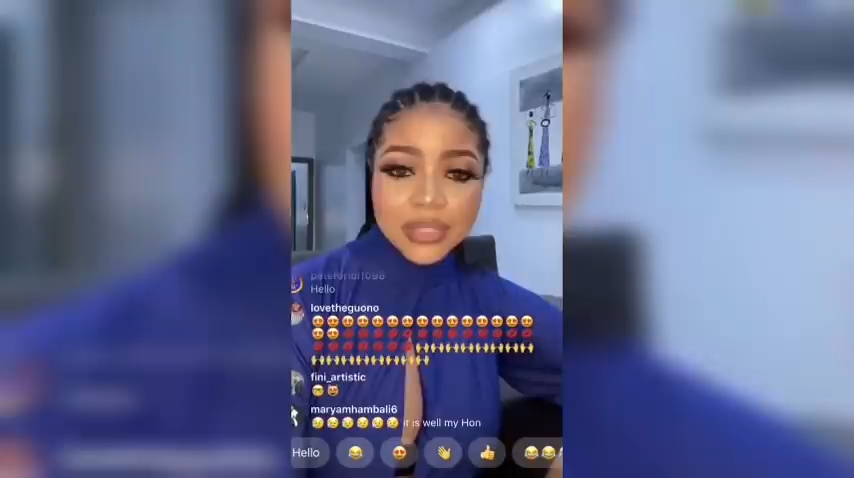 Hello
lovetheguono
😍😍😍😍😍😍😍😍😍😍😍😍😍😍😍
😍😍💋💋💋💋💋💋💋💋💋💋💋💋💋
💋💋💋💋💋💋💋🙌🙌🙌🙌🙌🙌🙌🙌
🙌🙌🙌🙌🙌🙌🙌🙌
fini_artistic
maryamhambali6
😢😢😢😢😢😢 it is well my Hon
Hello 😂 😍 👋 👍 😂😂